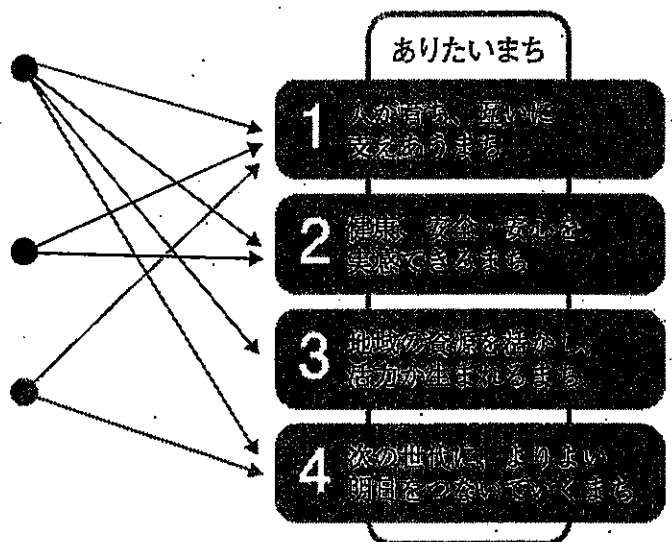 ありたいまち
1 人が育ち、互いに
支えあうまち
2 健康、安全・安心を
実感できるまち
3 地域の資源を活かし、
活力が生まれるまち
4 次の世代に、よりよい
明日をつないでいくまち